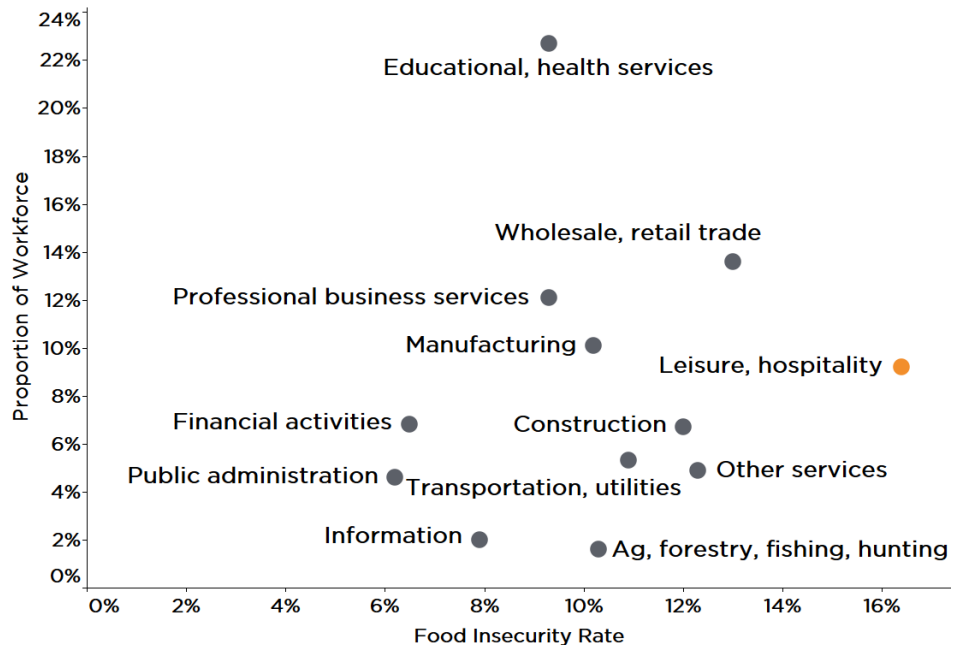 24%
22%
Educational, health services
20%
18%
16%
Wholesale, retail trade
14%
Professional business services
12%
Manufacturing
10%
Leisure, hospitality
8%
Financial activities
Construction
6%
Public administration
Other services
4%
Transportation, utilities
Information
2%
Ag, forestry, fishing, hunting
0%
Proportion of Workforce
0% 2% 4% 6% 8% 10% 12% 14% 16%
Food Insecurity Rate